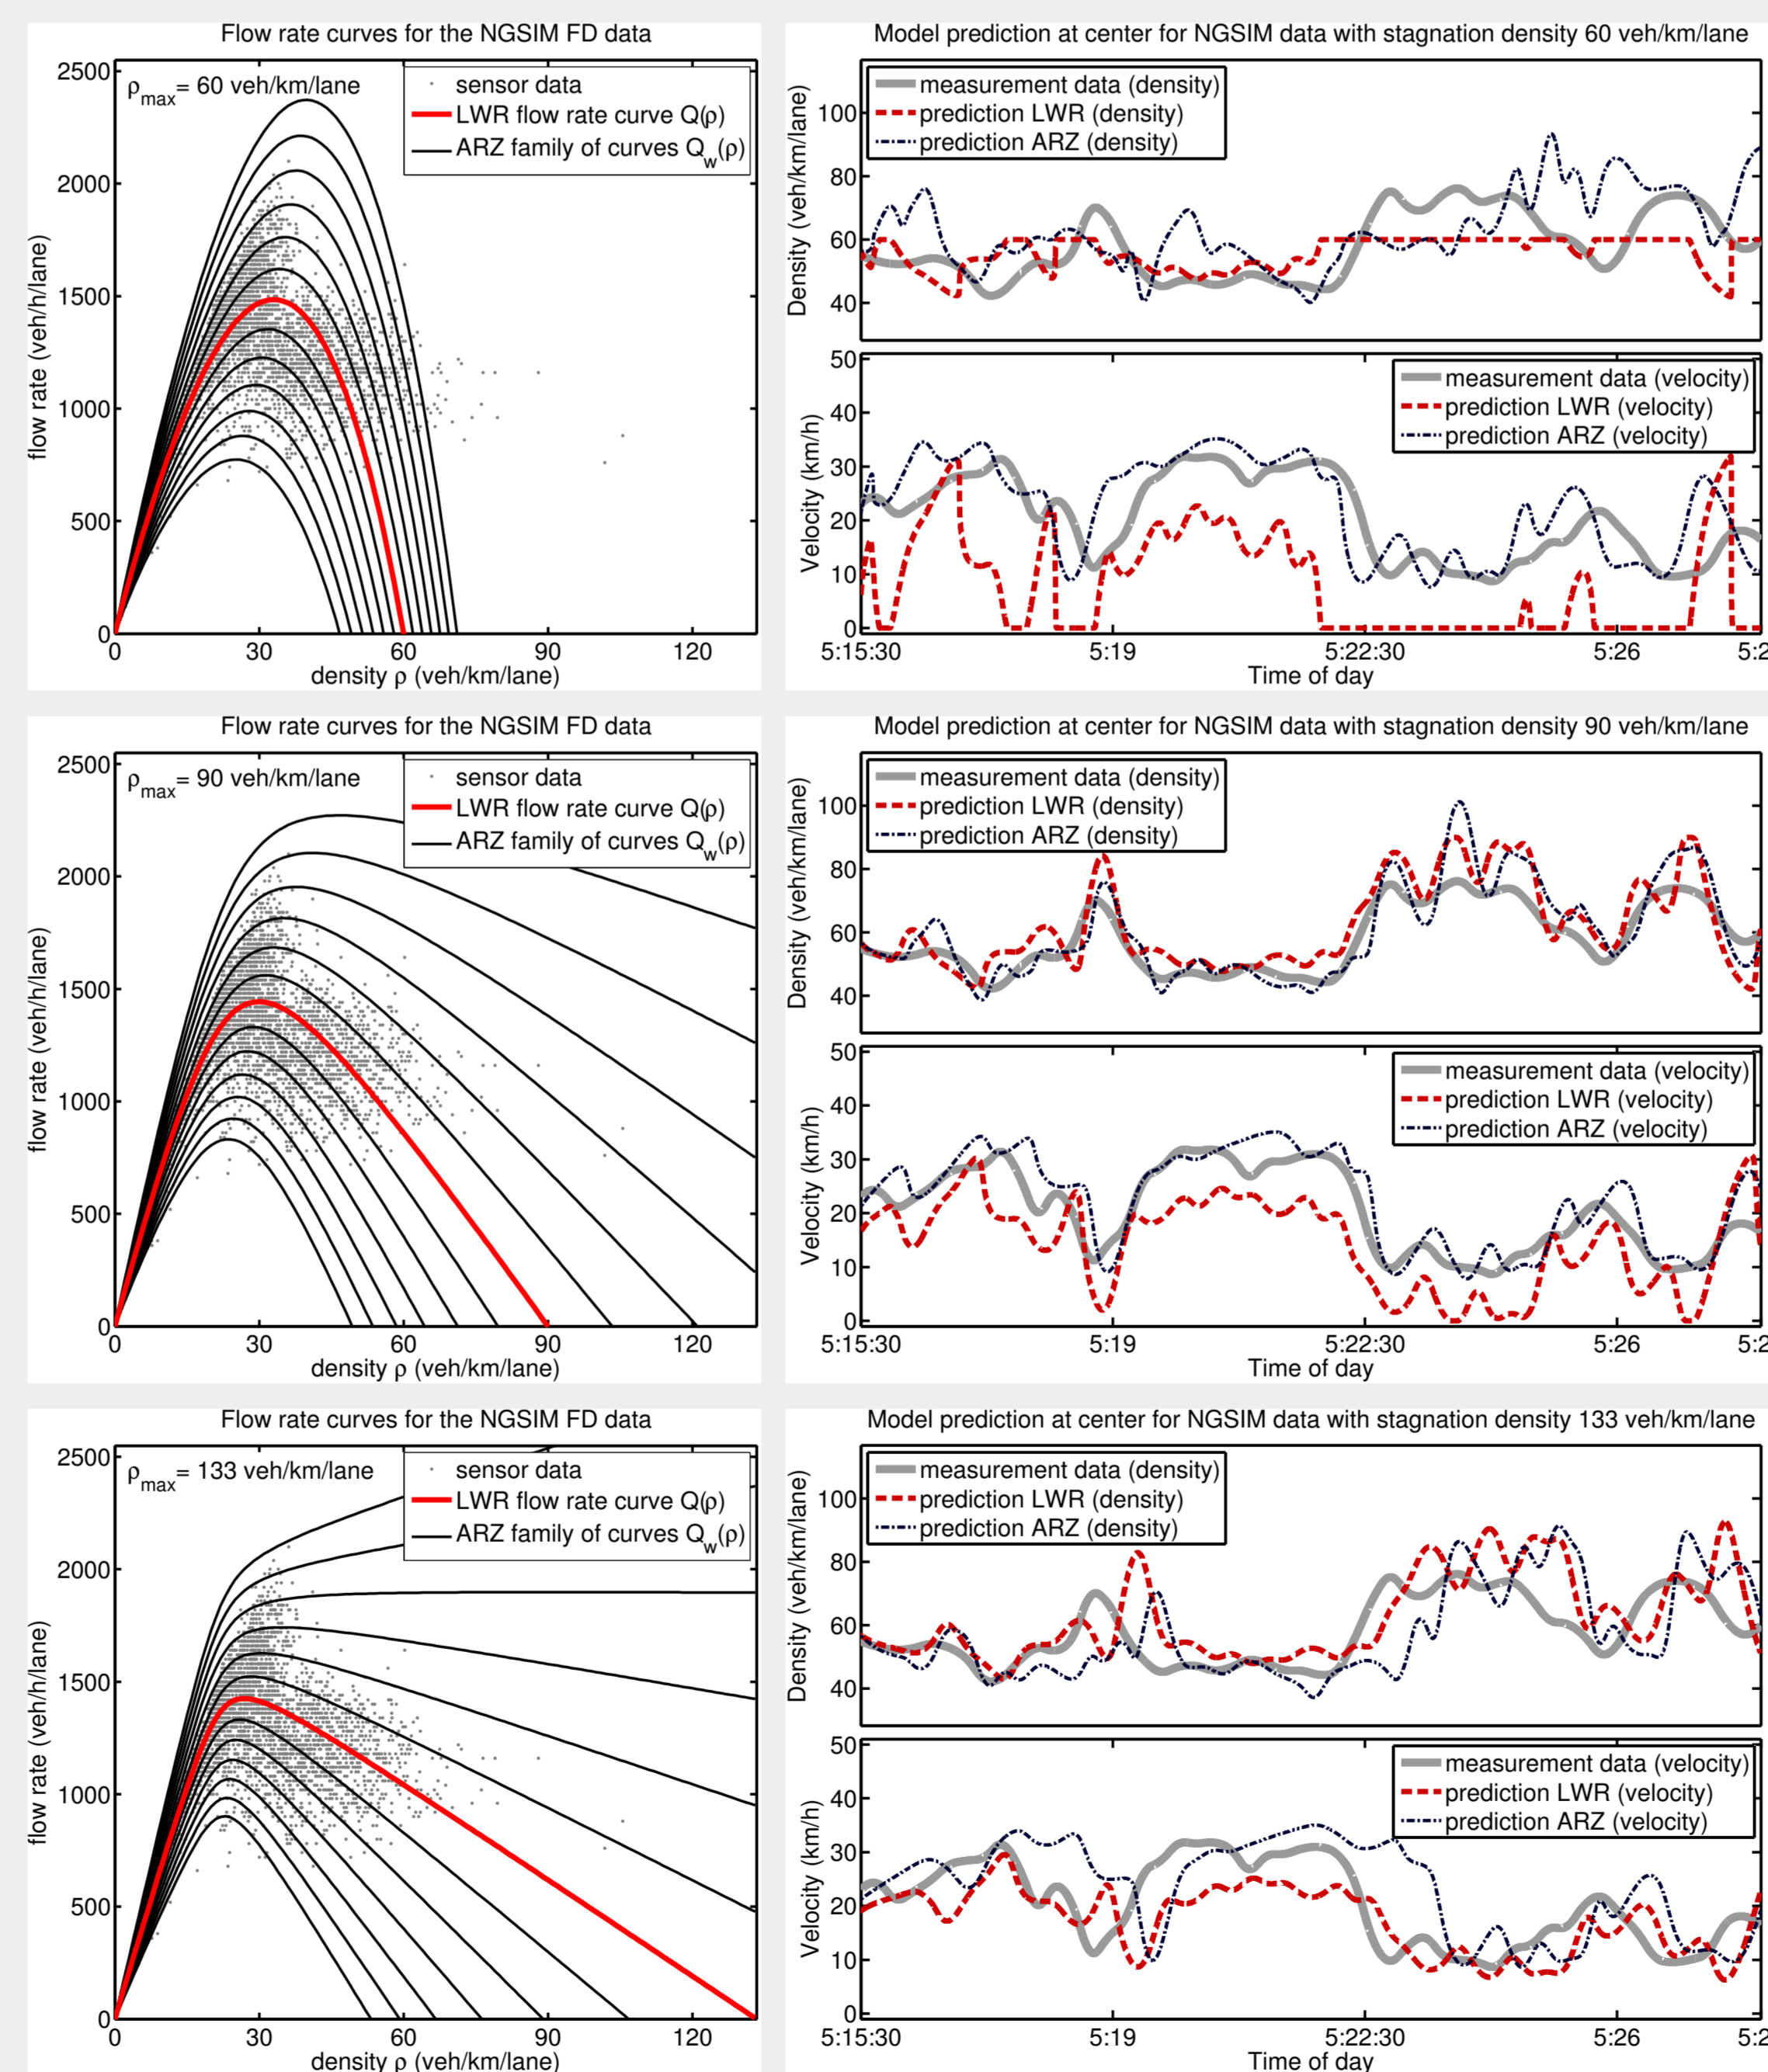 Flow rate curves for the NGSIM FD data
ρmax= 60 veh/km/lane
sensor data
LWR flow rate curve Q(ρ)
ARZ family of curves Qw(ρ)
flow rate (veh/h/lane)
2500
2000
1500
1000
500
0
0 30 60 90 120
density ρ (veh/km/lane)
Model prediction at center for NGSIM data with stagnation density 60 veh/km/lane
measurement data (density)
prediction LWR (density)
prediction ARZ (density)
Density (veh/km/lane)
100
80
60
40
measurement data (velocity)
prediction LWR (velocity)
prediction ARZ (velocity)
Velocity (km/h)
50
40
30
20
10
0
5:15:30 5:19 5:22:30 5:26
Time of day
Flow rate curves for the NGSIM FD data
ρmax= 90 veh/km/lane
sensor data
LWR flow rate curve Q(ρ)
ARZ family of curves Qw(ρ)
flow rate (veh/h/lane)
2500
2000
1500
1000
500
0
0 30 60 90 120
density ρ (veh/km/lane)
Model prediction at center for NGSIM data with stagnation density 90 veh/km/lane
measurement data (density)
prediction LWR (density)
prediction ARZ (density)
Density (veh/km/lane)
100
80
60
40
measurement data (velocity)
prediction LWR (velocity)
prediction ARZ (velocity)
Velocity (km/h)
50
40
30
20
10
0
5:15:30 5:19 5:22:30 5:26
Time of day
Flow rate curves for the NGSIM FD data
ρmax= 133 veh/km/lane
sensor data
LWR flow rate curve Q(ρ)
ARZ family of curves Qw(ρ)
flow rate (veh/h/lane)
2500
2000
1500
1000
500
0
0 30 60 90 120
density ρ (veh/km/lane)
Model prediction at center for NGSIM data with stagnation density 133 veh/km/lane
measurement data (density)
prediction LWR (density)
prediction ARZ (density)
Density (veh/km/lane)
100
80
60
40
measurement data (velocity)
prediction LWR (velocity)
prediction ARZ (velocity)
Velocity (km/h)
50
40
30
20
10
0
5:15:30 5:19 5:22:30 5:26
Time of day